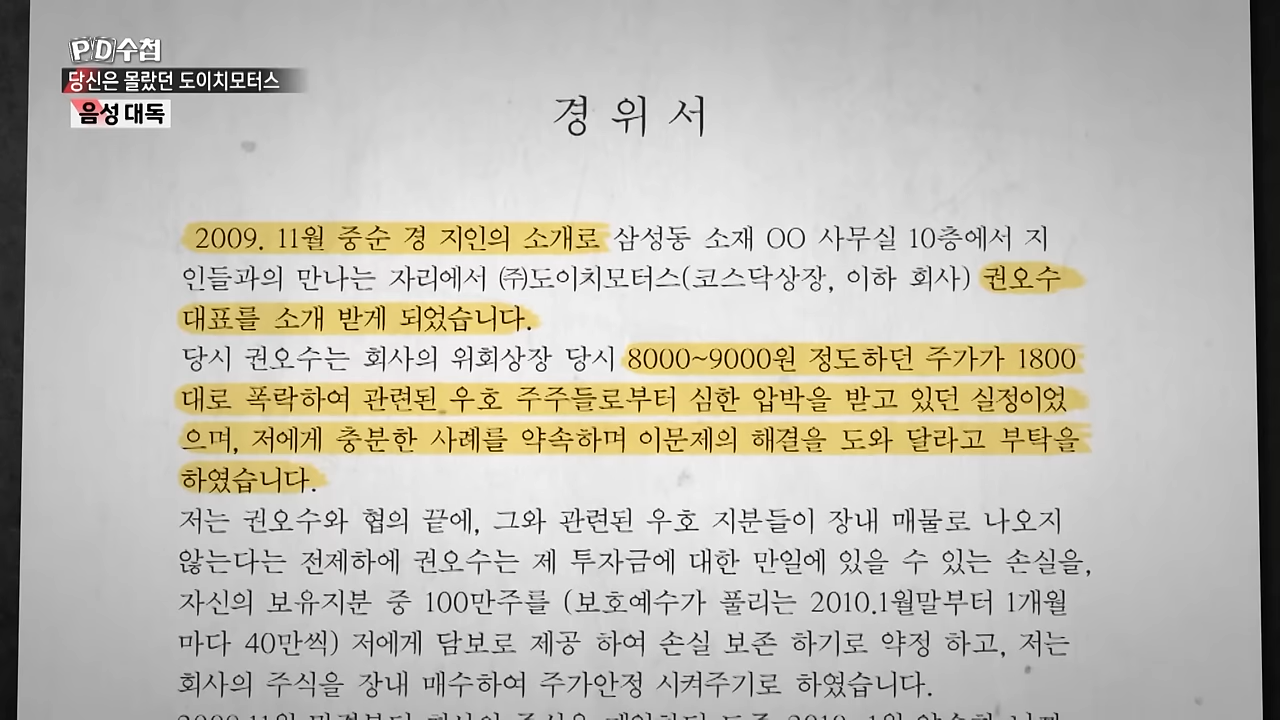 PD수첩
당신은 몰랐던 도이치모터스
음성 대독
경 위 서
2009. 11월 중순 경 지인의 소개로 삼성동 소재 OO 사무실 10층에서 지
인들과의 만나는 자리에서 ㈜도이치모터스(코스닥상장, 이하 회사) 권오수
대표를 소개 받게 되었습니다.
당시 권오수는 회사의 위회상장 당시 8000~9000원 정도하던 주가가 1800
대로 폭락하여 관련된 우호 주주들로부터 심한 압박을 받고 있던 실정이었
으며, 저에게 충분한 사례를 약속하며 이문제의 해결을 도와 달라고 부탁을
하였습니다.
저는 권오수와 협의 끝에, 그와 관련된 우호 지분들이 장내 매물로 나오지
않는다는 전제하에 권오수는 제 투자금에 대한 만일에 있을 수 있는 손실을,
자신의 보유지분 중 100만주를 (보호예수가 풀리는 2010.1월말부터 1개월
마다 40만씩) 저에게 담보로 제공 하여 손실 보존 하기로 약정 하고, 저는
회사의 주식을 장내 매수하여 주가안정 시켜주기로 하였습니다.